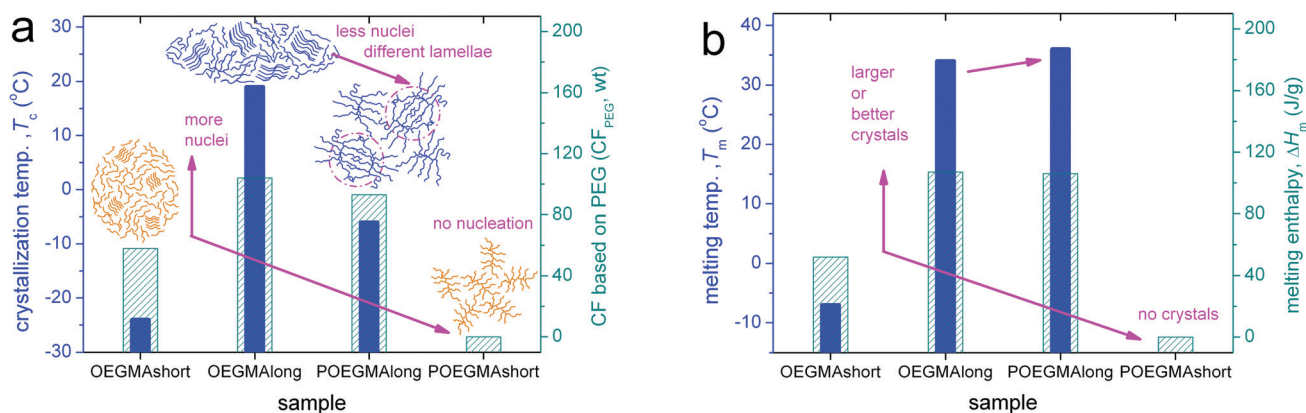 a
crystallization temp., Tc (°C)
30
20
10
0
-10
-20
-30
less nuclei
different lamellae
more
nuclei
no nucleation
200
160
120
80
40
0
CF based on PEG (CFPEG, wt)
OEGMAshort OEGMAlong POEGMAlong POEGMAshort
sample
b
melting temp., Tm (°C)
40
30
20
10
0
-10
larger
or
better
crystals
no crystals
200
160
120
80
40
0
melting enthalpy, ΔHm (J/g)
OEGMAshort OEGMAlong POEGMAlong POEGMAshort
sample